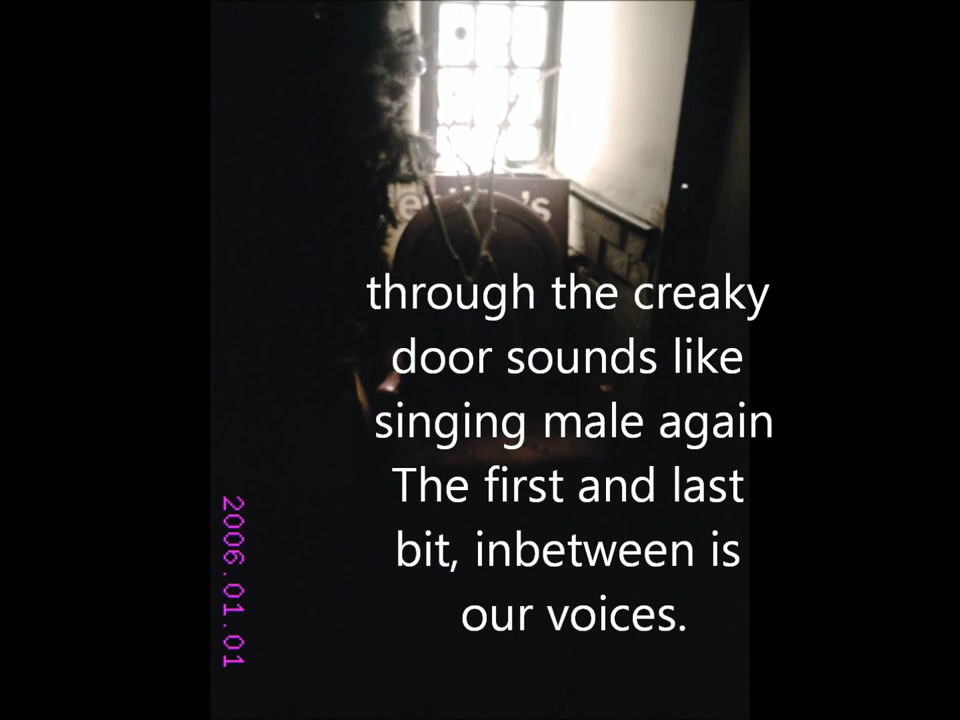 through the creaky
door sounds like
singing male again
The first and last
bit, inbetween is
our voices.
2006.01.01